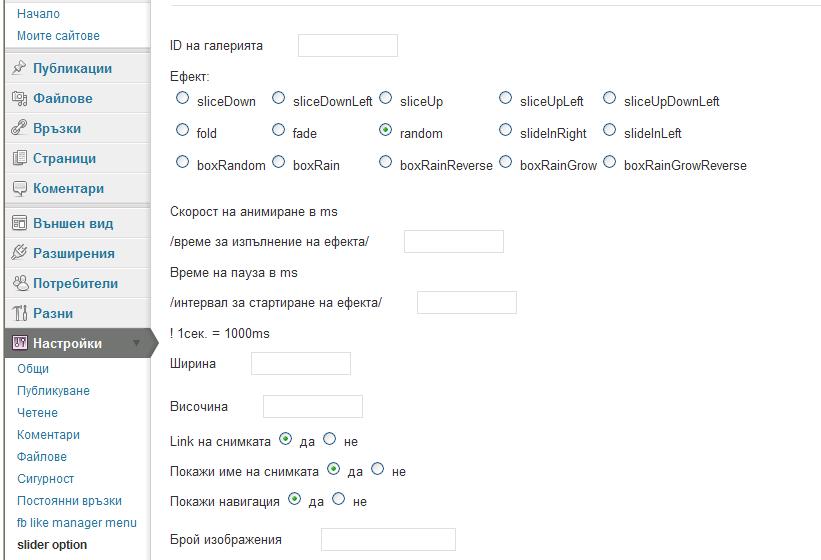 Начало
Моите сайтове
Публикации
Файлове
Връзки
Страници
Коментари
Външен вид
Разширения
Потребители
Разни
Настройки
Общи
Публикуване
Четене
Коментари
Файлове
Сигурност
Постоянни връзки
fb like manager menu
slider option
ID на галерията
Ефект:
sliceDown sliceDownLeft sliceUp sliceUpLeft sliceUpDownLeft
fold fade random slideInRight slideInLeft
boxRandom boxRain boxRainReverse boxRainGrow boxRainGrowReverse
Скорост на анимиране в ms
/време за изпълнение на ефекта/
Време на пауза в ms
/интервал за стартиране на ефекта/
! 1сек. = 1000ms
Ширина
Височина
Link на снимката да не
Покажи име на снимката да не
Покажи навигация да не
Брой изображения